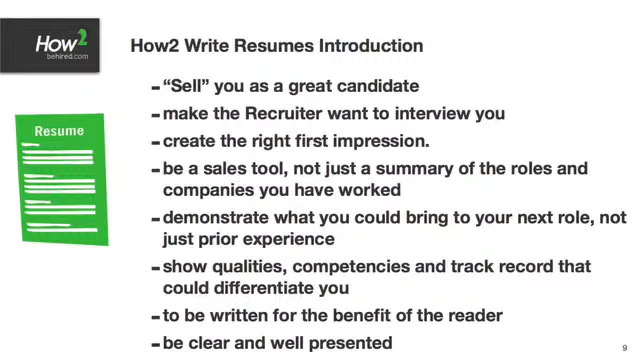 How2
behired.com
How2 Write Resumes Introduction
Resume
-“Sell” you as a great candidate
-make the Recruiter want to interview you
-create the right first impression.
-be a sales tool, not just a summary of the roles and
companies you have worked
-demonstrate what you could bring to your next role, not
just prior experience
-show qualities, competencies and track record that
could differentiate you
-to be written for the benefit of the reader
-be clear and well presented
9